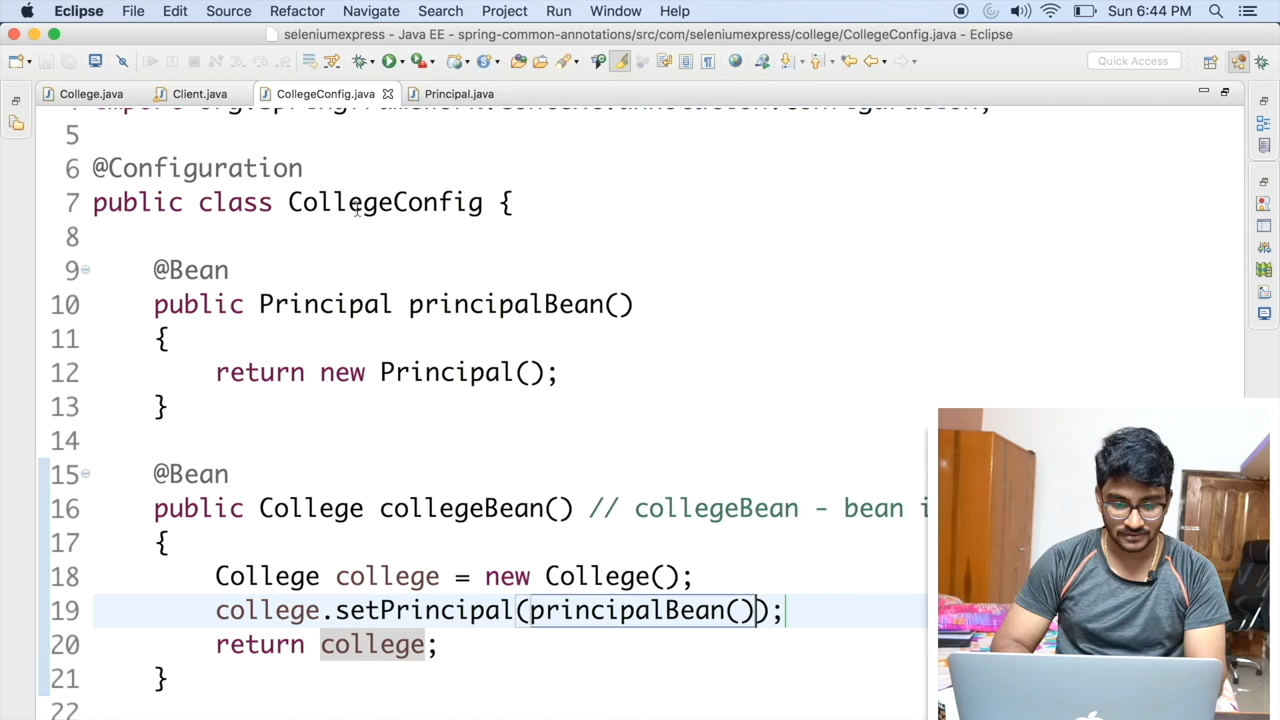 Eclipse File Edit Source Refactor Navigate Search Project Run Window Help Sun 6:44 PM
seleniumexpress - Java EE - spring-common-annotations/src/com/seleniumexpress/college/CollegeConfig.java - Eclipse
Quick Access
College.java Client.java CollegeConfig.java Principal.java
5
6 @Configuration
7 public class CollegeConfig {
8
9 @Bean
10 public Principal principalBean()
11 {
12 return new Principal();
13 }
14
15 @Bean
16 public College collegeBean() // collegeBean - bean i
17 {
18 College college = new College();
19 college.setPrincipal(principalBean());
20 return college;
21 }
22